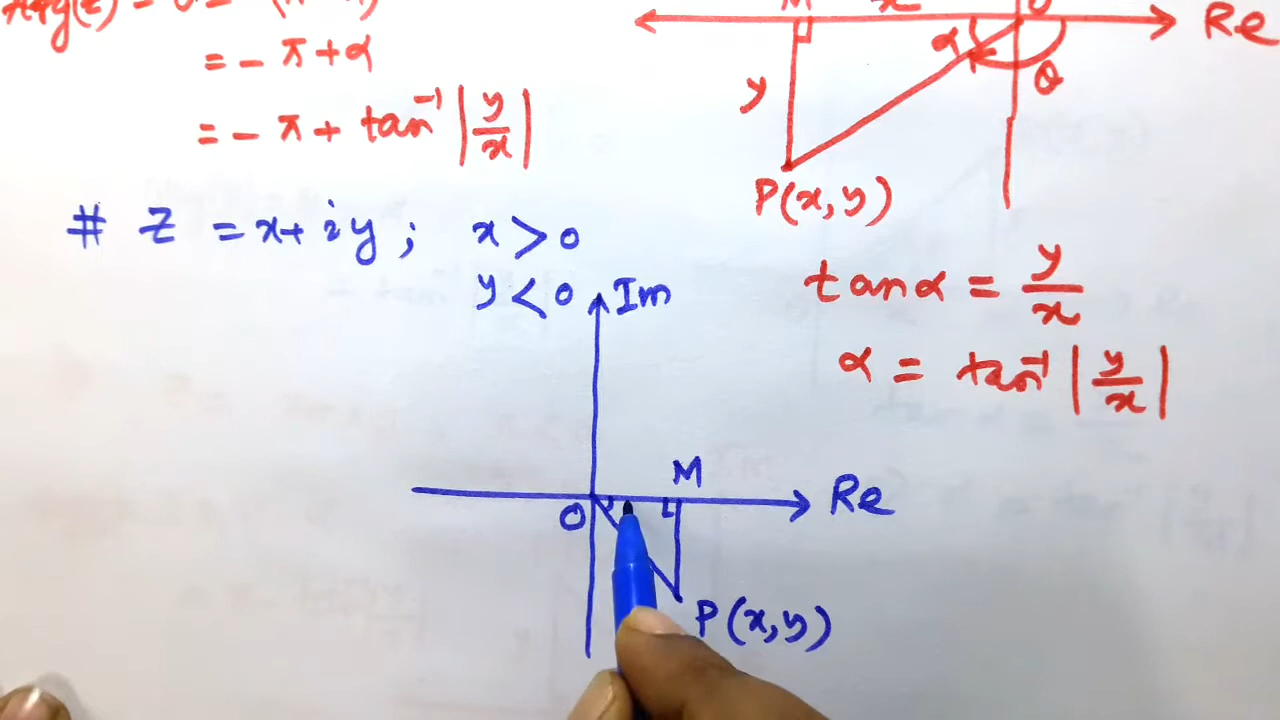 = - π + α
= - π + tan⁻¹ |y/x|
x
Re
α
θ
y
P(x, y)
tan α = y/x
α = tan⁻¹ |y/x|
# z = x + iy ; x > 0
y < 0
Im
M
O
Re
P(x, y)